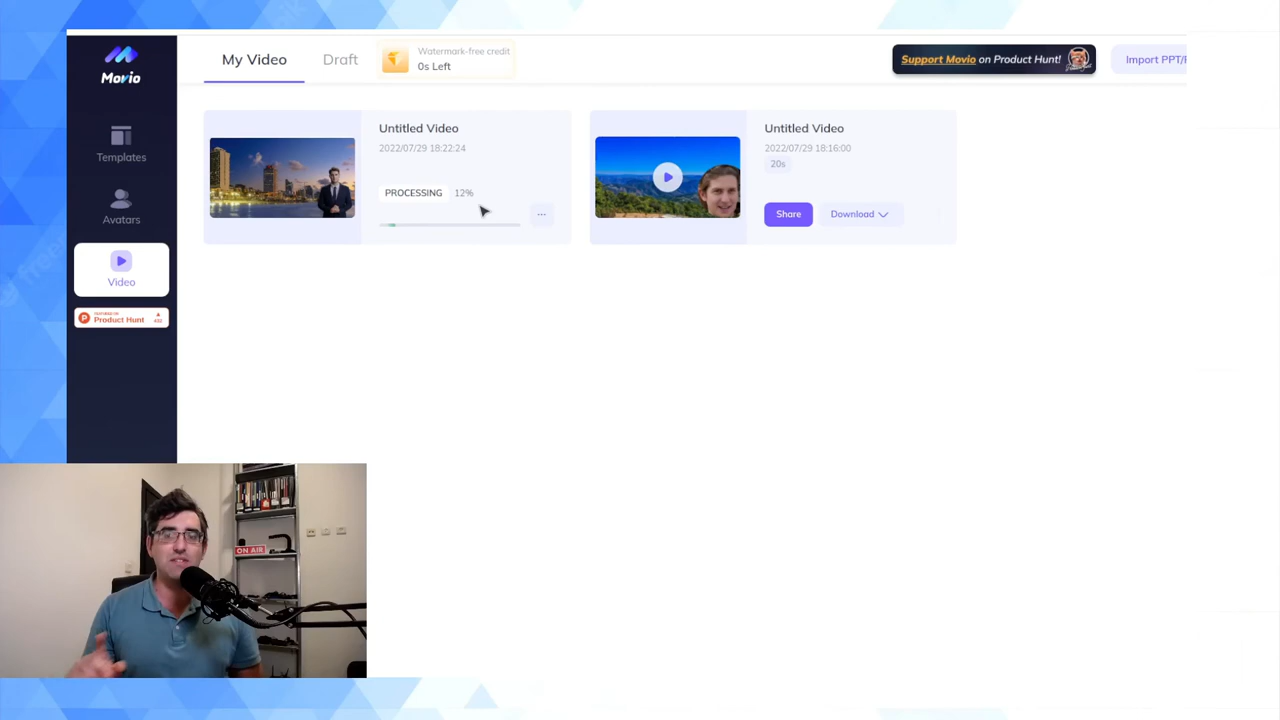 Movio
Templates
Avatars
Video
FEATURED ON
Product Hunt
My Video
Draft
Watermark-free credit
0s Left
Support Movio on Product Hunt!
Import PPT/
Untitled Video
2022/07/29 18:22:24
PROCESSING 12%
...
Untitled Video
2022/07/29 18:16:00
20s
Share
Download
ON AIR